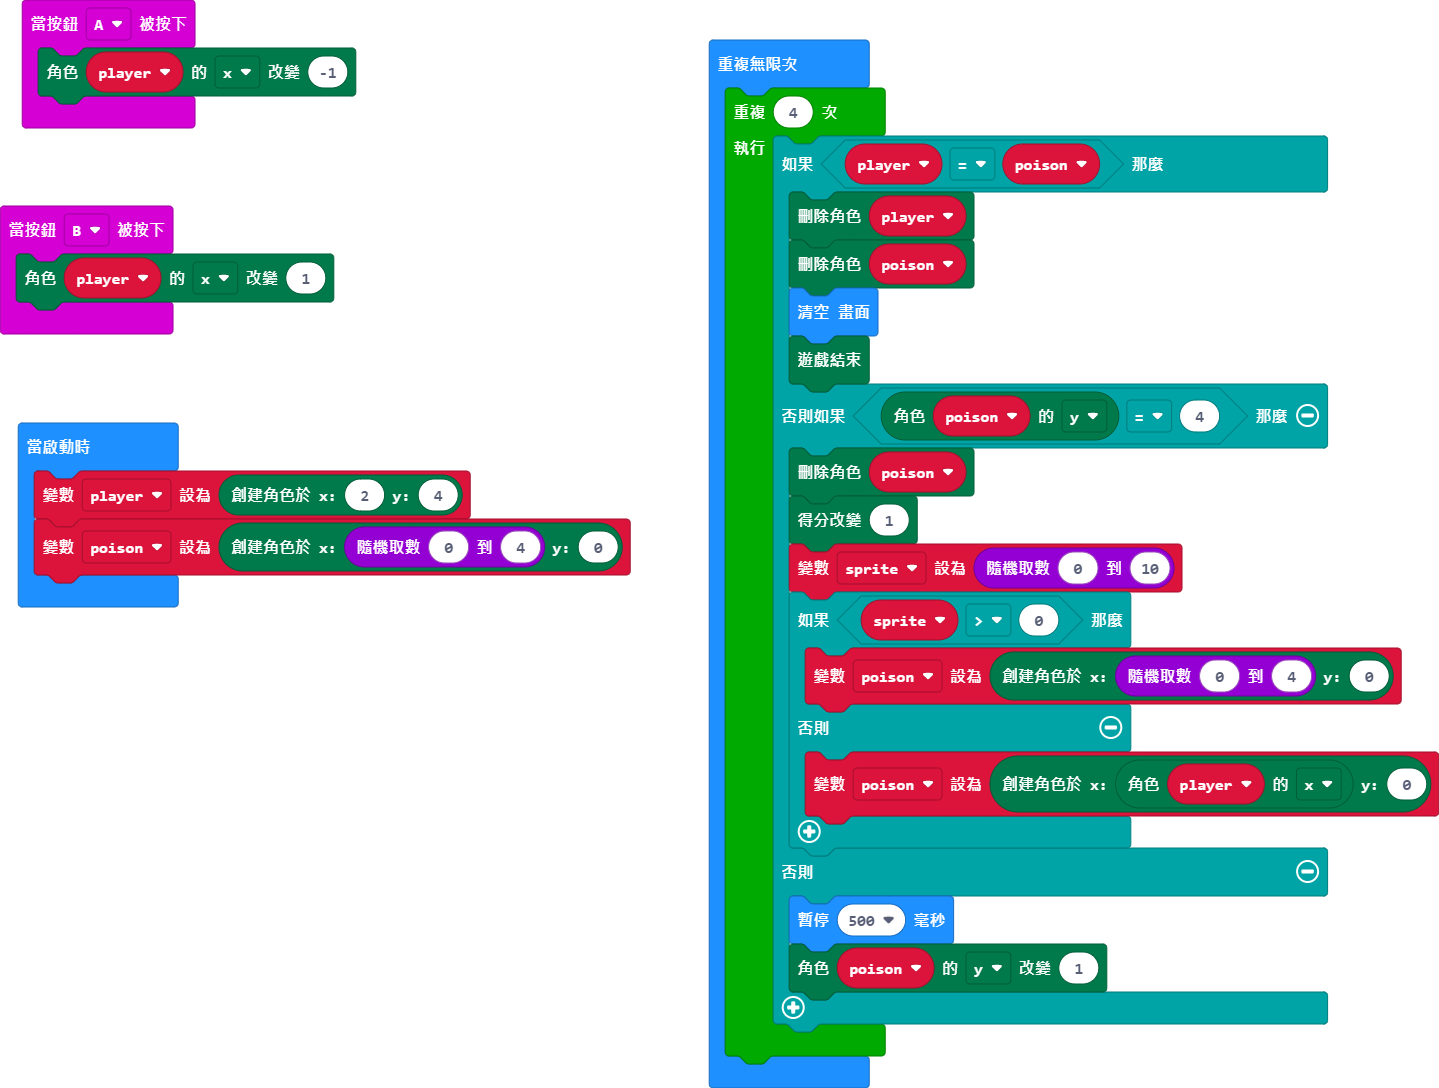 當按鈕 A 被按下
角色 player 的 x 改變 -1
當按鈕 B 被按下
角色 player 的 x 改變 1
當啟動時
變數 player 設為 創建角色於 x: 2 y: 4
變數 poison 設為 創建角色於 x: 隨機取數 0 到 4 y: 0
重複無限次
重複 4 次
執行
如果 player = poison 那麼
刪除角色 player
刪除角色 poison
清空 畫面
遊戲結束
否則如果 角色 poison 的 y = 4 那麼
刪除角色 poison
得分改變 1
變數 sprite 設為 隨機取數 0 到 10
如果 sprite > 0 那麼
變數 poison 設為 創建角色於 x: 隨機取數 0 到 4 y: 0
否則
變數 poison 設為 創建角色於 x: 角色 player 的 x y: 0
否則
暫停 500 毫秒
角色 poison 的 y 改變 1